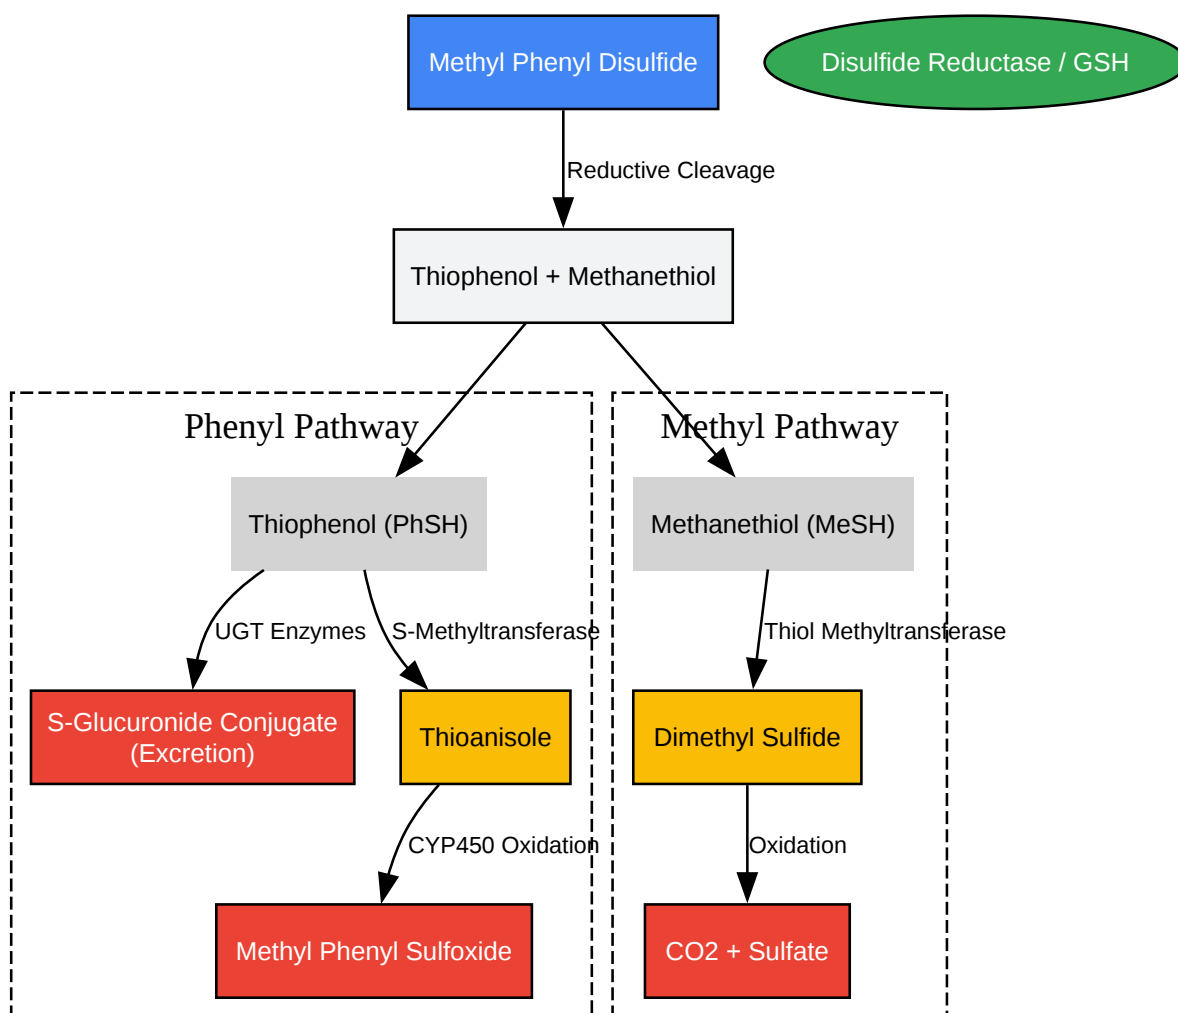 Methyl Phenyl Disulfide
Disulfide Reductase / GSH
Reductive Cleavage
Thiophenol + Methanethiol
Phenyl Pathway
Methyl Pathway
Thiophenol (PhSH)
Methanethiol (MeSH)
UGT Enzymes
S-Methyltransferase
Thiol Methyltransferase
S-Glucuronide Conjugate
(Excretion)
Thioanisole
Dimethyl Sulfide
CYP450 Oxidation
Oxidation
Methyl Phenyl Sulfoxide
CO2 + Sulfate